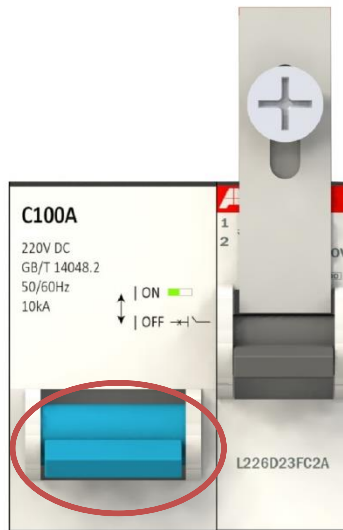 C100A
220V DC
GB/T 14048.2
50/60Hz
10kA
| ON
| OFF
1
2
L226D23FC2A